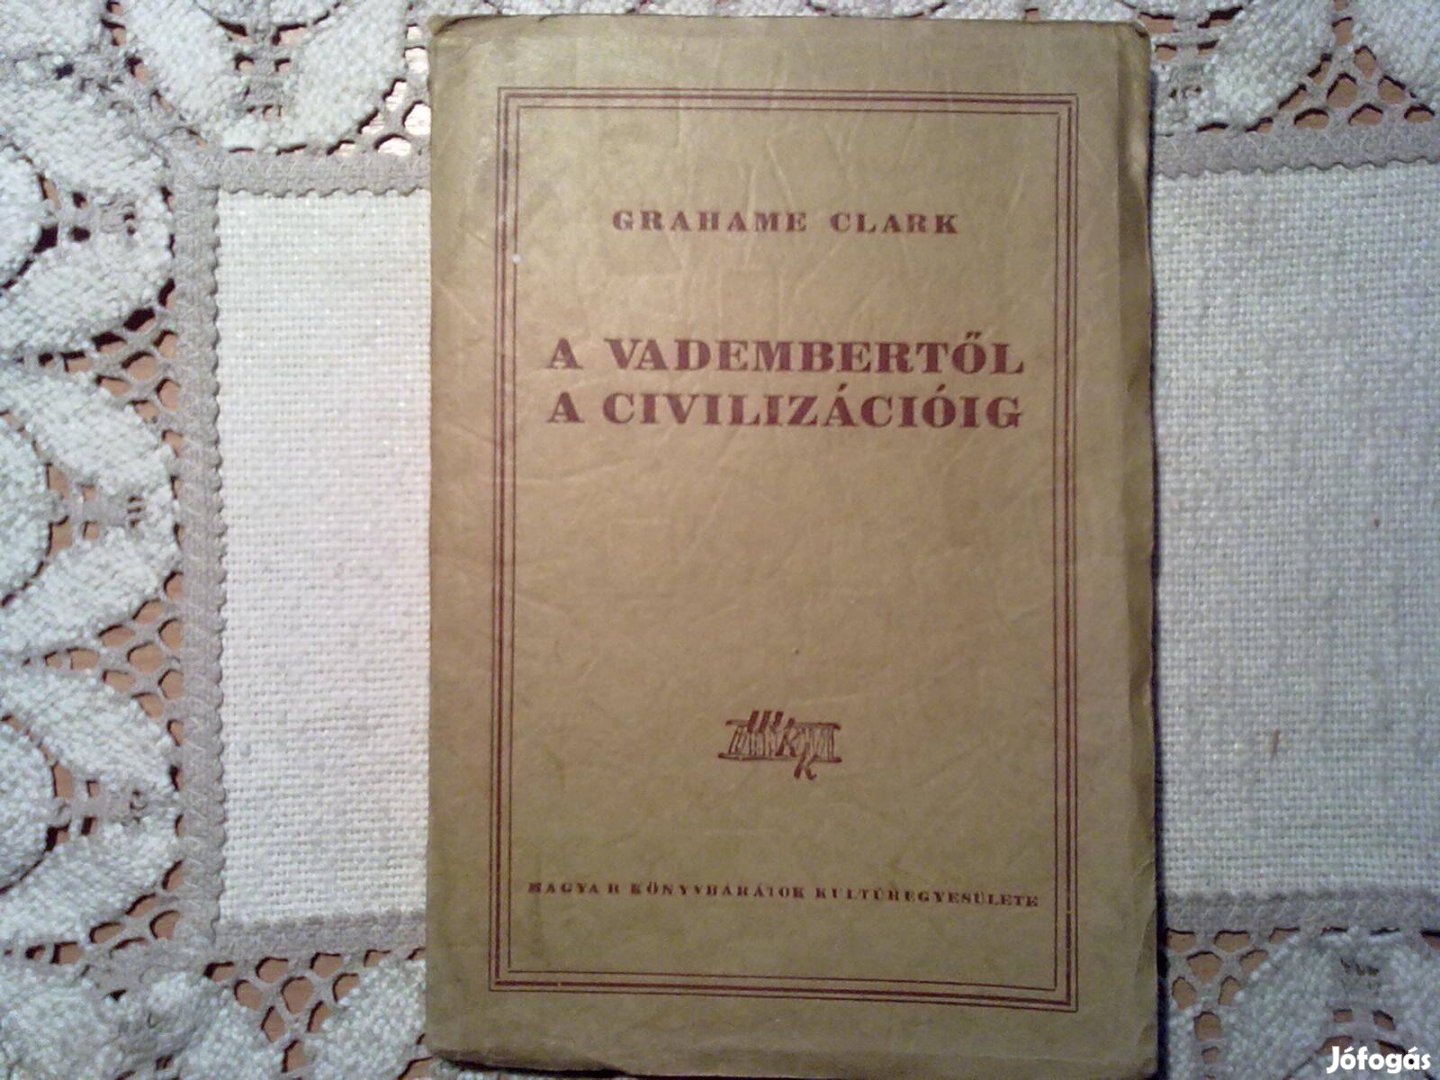 GRAHAME CLARK
A VADEMBERTŐL
A CIVILIZÁCIÓIG
MAGYAR KÖNYVBARÁTOK KULTÚREGYESÜLETE
Jófogás